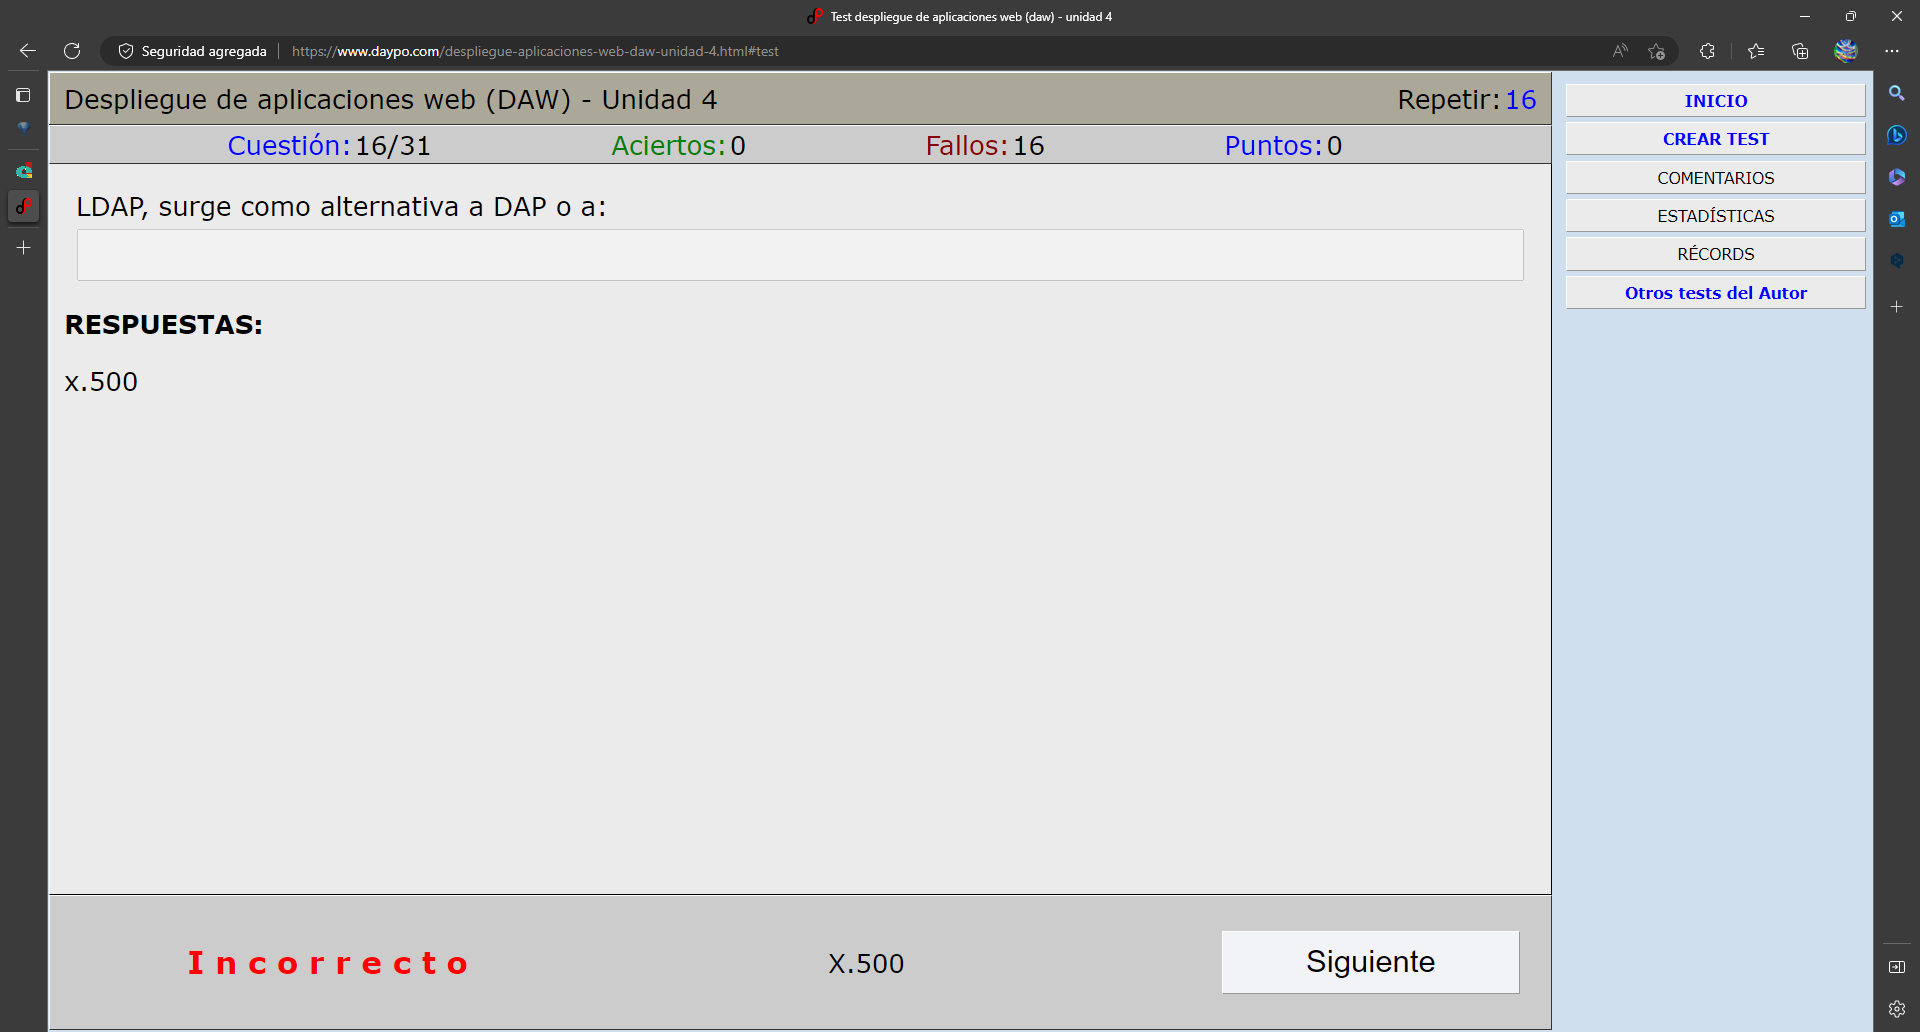 Test despliegue de aplicaciones web (daw) - unidad 4
Seguridad agregada
https://www.daypo.com/despliegue-aplicaciones-web-daw-unidad-4.html#test
Despliegue de aplicaciones web (DAW) - Unidad 4
Repetir: 16
Cuestión: 16/31
Aciertos: 0
Fallos: 16
Puntos: 0
LDAP, surge como alternativa a DAP o a:
RESPUESTAS:
x.500
Incorrecto
X.500
Siguiente
INICIO
CREAR TEST
COMENTARIOS
ESTADÍSTICAS
RÉCORDS
Otros tests del Autor